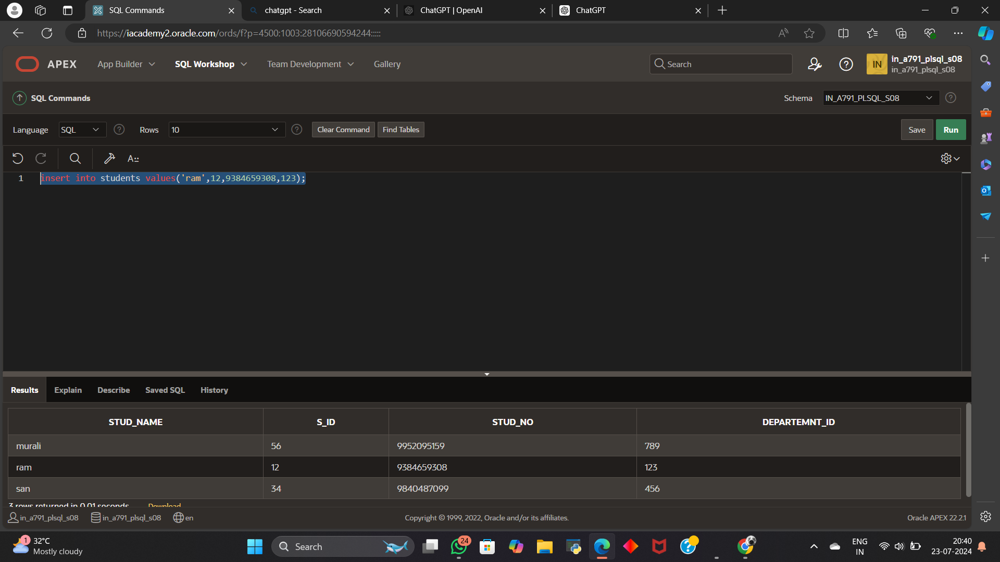 SQL Commands
chatgpt - Search
ChatGPT | OpenAI
ChatGPT
https://iacademy2.oracle.com/ords/f?p=4500:1003:28106690594244:::::
APEX
App Builder
SQL Workshop
Team Development
Gallery
Search
IN
in_a791_plsql_s08
in_a791_plsql_s08
SQL Commands
Schema
IN_A791_PLSQL_S08
Language
SQL
Rows
10
Clear Command
Find Tables
Save
Run
A::
1 insert into students values('ram',12,9384659308,123);
Results Explain Describe Saved SQL History
STUD_NAME S_ID STUD_NO DEPARTEMNT_ID
murali 56 9952095159 789
ram 12 9384659308 123
san 34 9840487099 456
3 rows returned in 0.01 seconds Download
in_a791_plsql_s08 in_a791_plsql_s08 en
Copyright © 1999, 2022, Oracle and/or its affiliates.
Oracle APEX 22.2.1
1
32°C
Mostly cloudy
Search
24
ENG
IN
20:40
23-07-2024